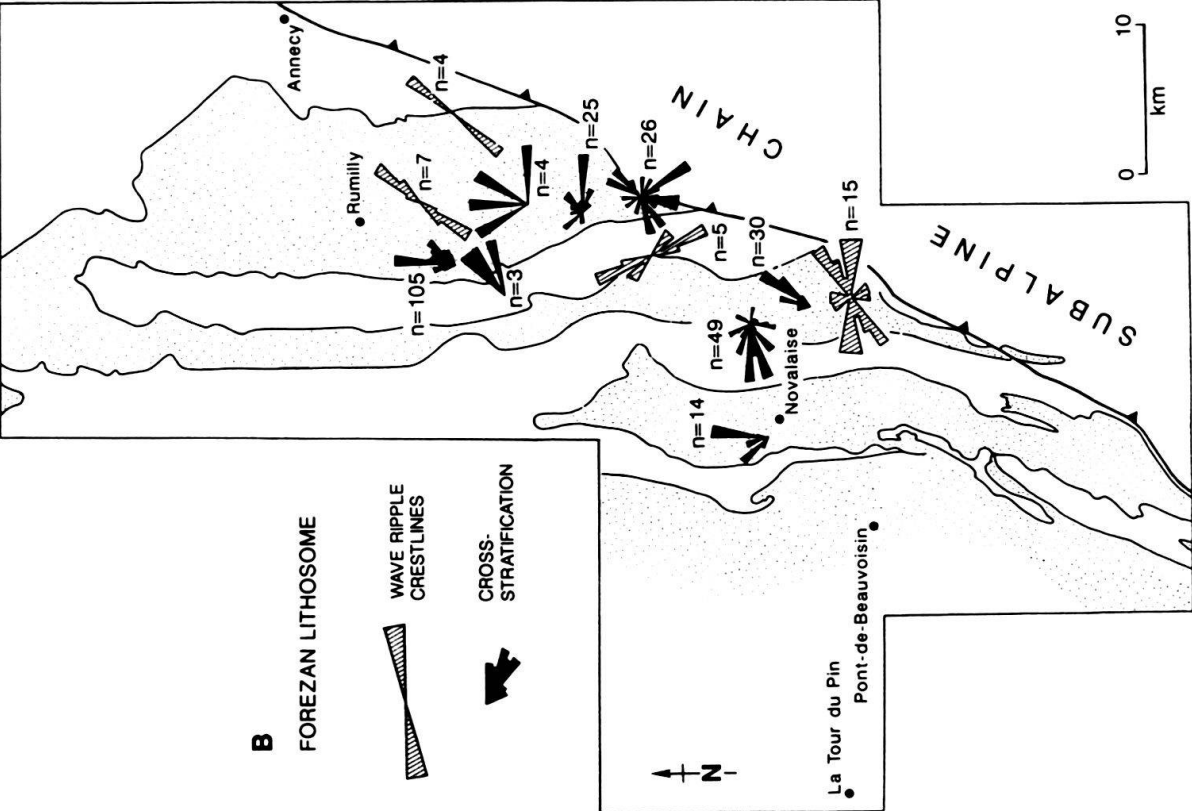 B
FOREZAN LITHOSOME
WAVE RIPPLE
CRESTLINES
CROSS-
STRATIFICATION
Annecy
n=4
Rumilly
n=7
n=4
n=25
n=105
n=3
n=26
CHAIN
n=5
n=30
n=15
n=49
Novalaise
n=14
SUBALPINE
La Tour du Pin
Pont-de-Beauvoisin
N
0
10
km